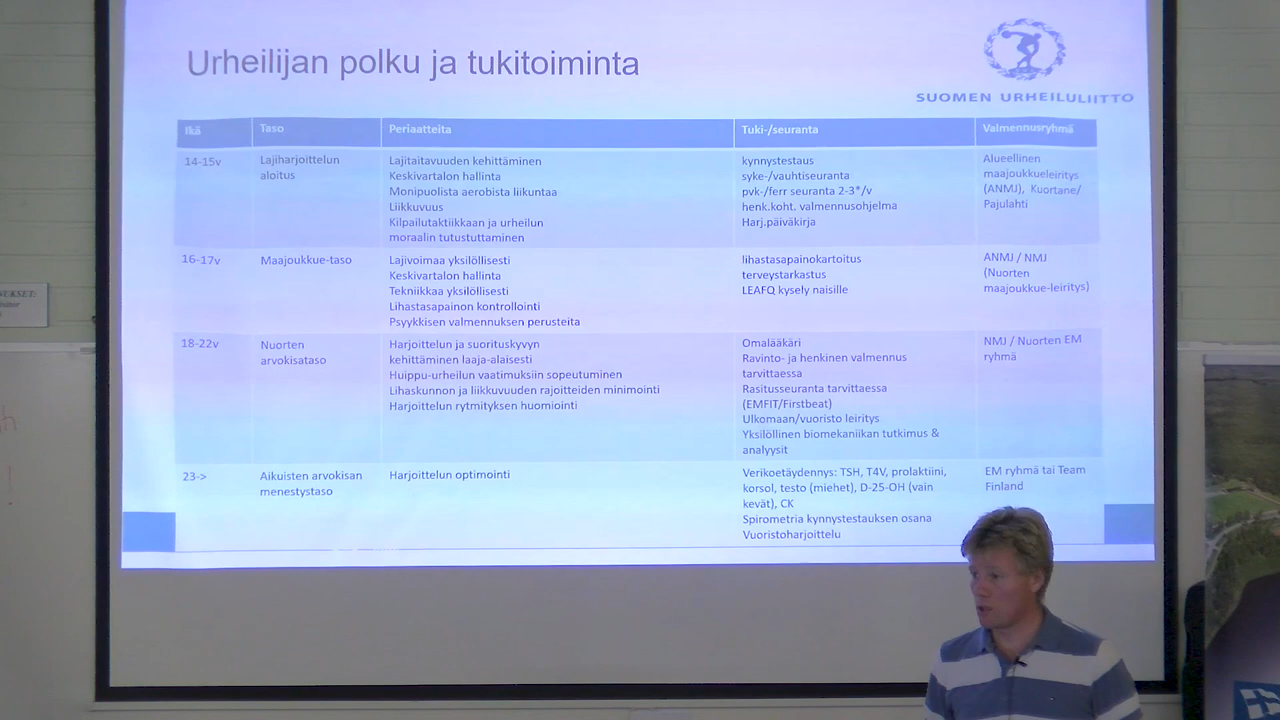 Urheilijan polku ja tukitoiminta
SUOMEN URHEILULIITTO
Ikä
Taso
Periaatteita
Tuki-/seuranta
Valmennusryhmä
14-15v
Lajiharjoittelun
aloitus
Lajitaitavuuden kehittäminen
Keskivartalon hallinta
Monipuolista aerobista liikuntaa
Liikkuvuus
Kilpailutaktiikkaan ja urheilun
moraalin tutustuttaminen
kynnystestaus
syke-/vauhtiseuranta
pvk-/ferr seuranta 2-3*/v
henk.koht. valmennusohjelma
Harj.päiväkirja
Alueellinen
maajoukkueleiritys
(ANMJ), Kuortane/
Pajulahti
16-17v
Maajoukkue-taso
Lajivoimaa yksilöllisesti
Keskivartalon hallinta
Tekniikkaa yksilöllisesti
Lihastasapainon kontrollointi
Psyykkisen valmennuksen perusteita
lihastasapainokartoitus
terveystarkastus
LEAFQ kysely naisille
ANMJ / NMJ
(Nuorten
maajoukkue-leiritys)
18-22v
Nuorten
arvokisataso
Harjoittelun ja suorituskyvyn
kehittäminen laaja-alaisesti
Huippu-urheilun vaatimuksiin sopeutuminen
Lihaskunnon ja liikkuvuuden rajoitteiden minimointi
Harjoittelun rytmityksen huomiointi
Omalääkäri
Ravinto- ja henkinen valmennus
tarvittaessa
Rasitusseuranta tarvittaessa
(EMFIT/Firstbeat)
Ulkomaan/vuoristo leiritys
Yksilöllinen biomekaniikan tutkimus &
analyysit
NMJ / Nuorten EM
ryhmä
23->
Aikuisten arvokisan
menestystaso
Harjoittelun optimointi
Verikoetäydennys: TSH, T4V, prolaktiini,
korsol, testo (miehet), D-25-OH (vain
kevät), CK
Spirometria kynnystestauksen osana
Vuoristoharjoittelu
EM ryhmä tai Team
Finland